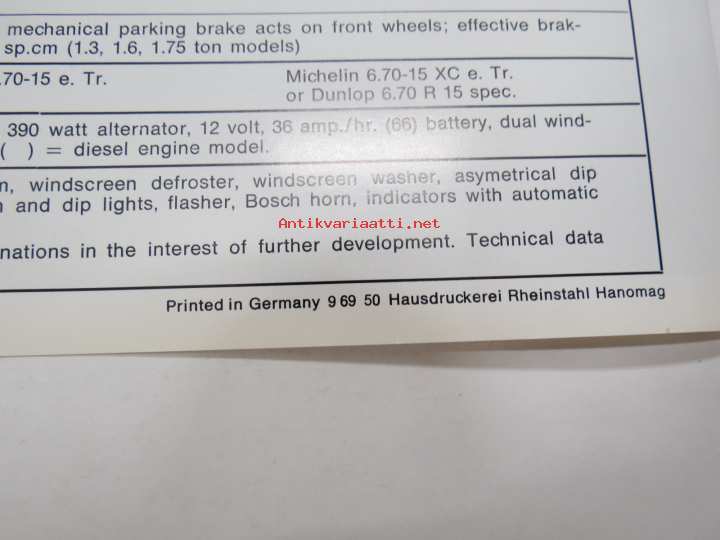 mechanical parking brake acts on front wheels; effective brak-
sp.cm (1.3, 1.6, 1.75 ton models)
.70-15 e. Tr.
Michelin 6.70-15 XC e. Tr.
or Dunlop 6.70 R 15 spec.
390 watt alternator, 12 volt, 36 amp./hr. (66) battery, dual wind-
( ) = diesel engine model.
windscreen defroster, windscreen washer, asymetrical dip
and dip lights, flasher, Bosch horn, indicators with automatic
Antikvariaatti.net
nations in the interest of further development. Technical data
Printed in Germany 9 69 50 Hausdruckerei Rheinstahl Hanomag